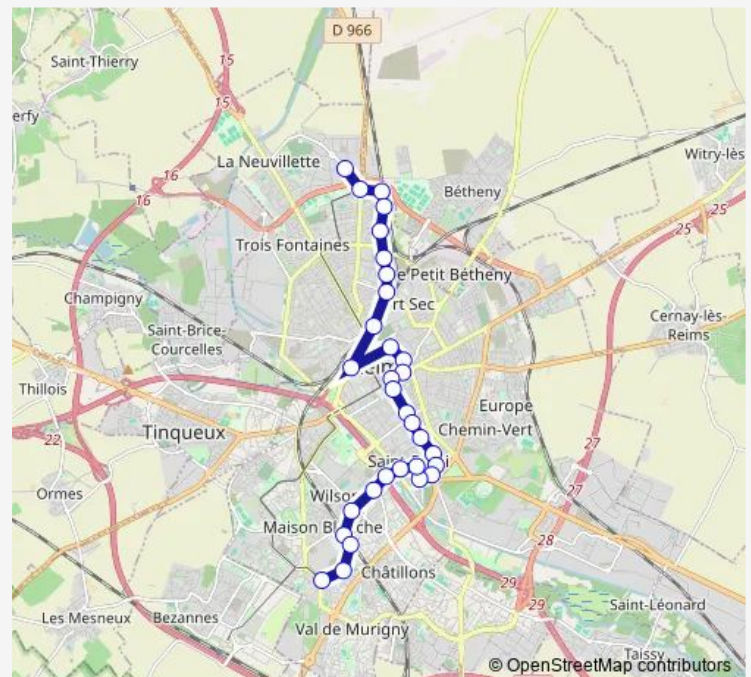 D 966
Saint-Thierry
15
15
La Neuvillette
Witry-lès
16
16
Bétheny
25
25
Trois Fontaines
Petit Bétheny
Champigny
rt Sec
Cernay-lès-
Reims
Saint-Brice-
Courcelles
Thillois
Europe
Chemin-Vert
22
Tinqueux
27
27
Ormes
Maison Bl
che
28
Châtillons
29
29
Saint-Léonard
Les Mesneux
Bezannes
Val de Murigny
Taissy
© OpenStreetMap contributors